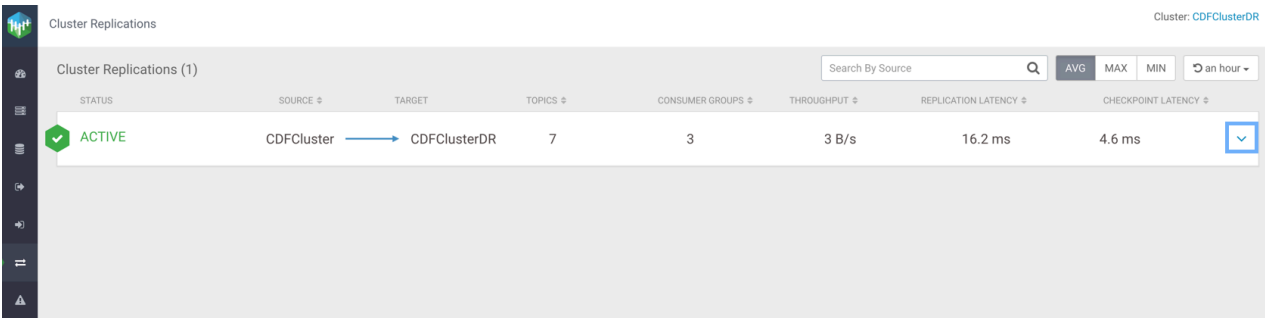 Cluster Replications
Cluster: CDFClusterDR
Cluster Replications (1)
Search By Source
AVG MAX MIN
an hour
STATUS SOURCE TARGET TOPICS CONSUMER GROUPS THROUGHPUT REPLICATION LATENCY CHECKPOINT LATENCY
ACTIVE CDFCluster CDFClusterDR 7 3 3 B/s 16.2 ms 4.6 ms